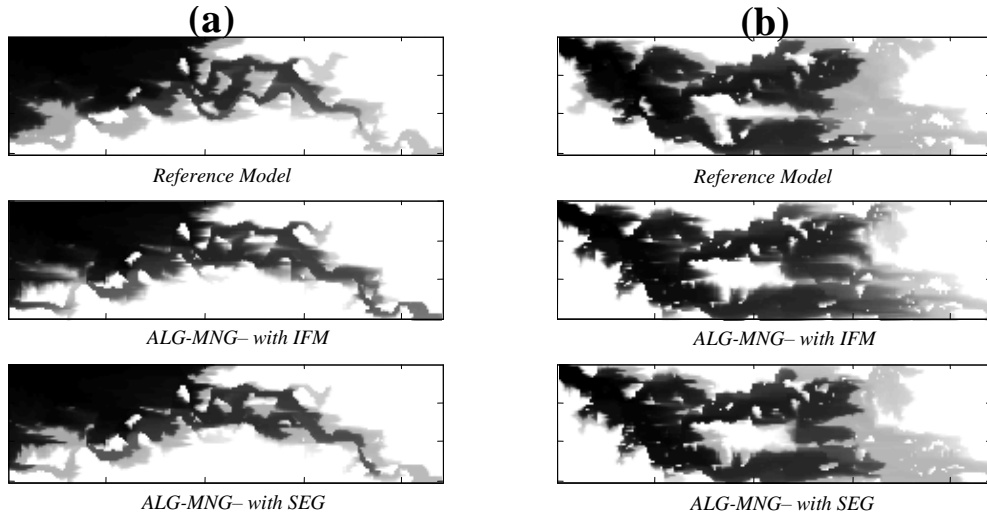 (a)
(b)
Reference Model
Reference Model
ALG-MNG– with IFM
ALG-MNG– with IFM
ALG-MNG– with SEG
ALG-MNG– with SEG